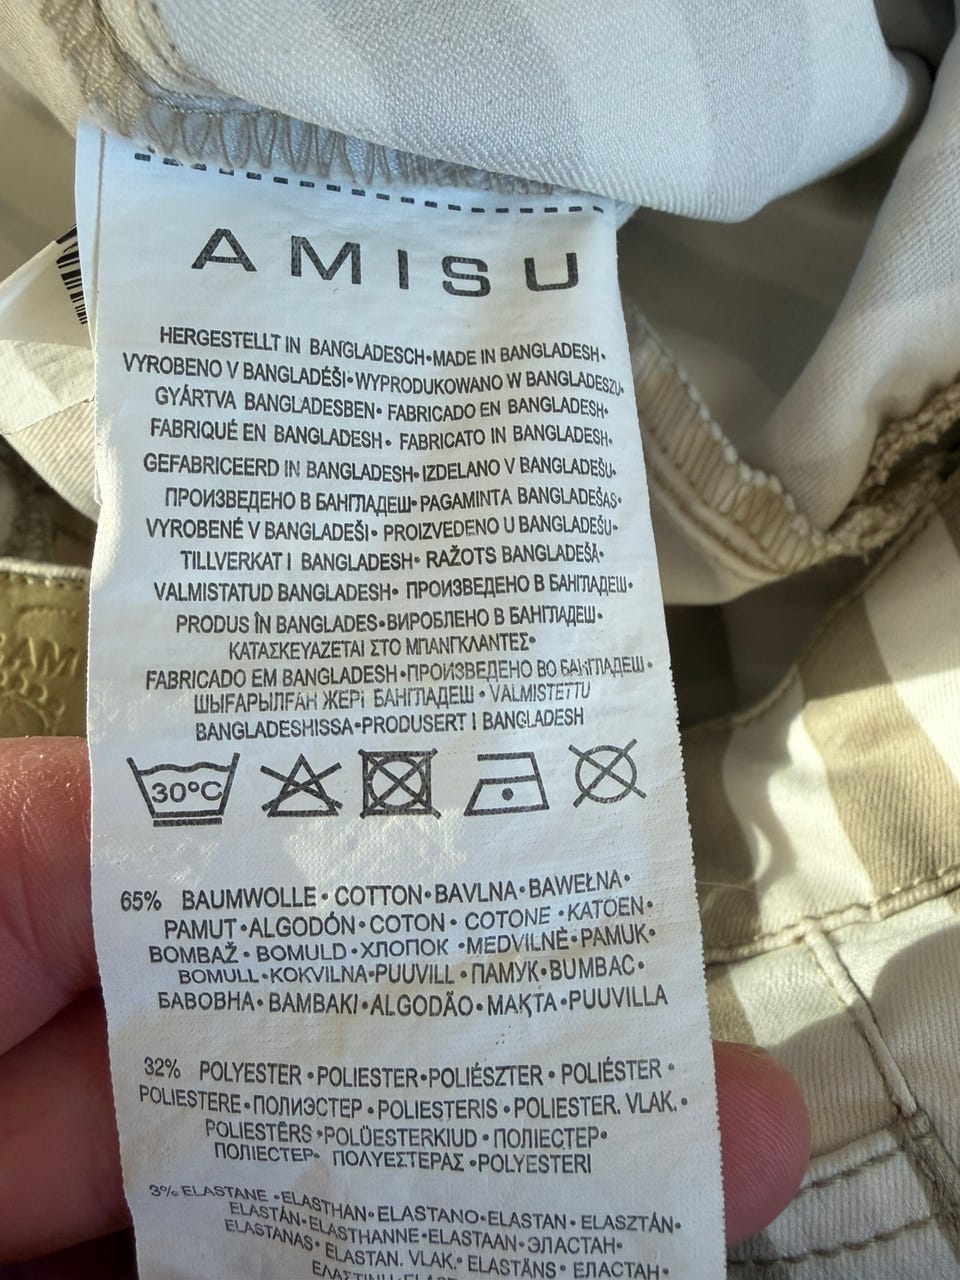 AMISU
HERGESTELLT IN BANGLADESCH•MADE IN BANGLADESH•
VYROBENO V BANGLADÉŠI•WYPRODUKOWANO W BANGLADESZU•
GYÁRTVA BANGLADESBEN• FABRICADO EN BANGLADESH•
FABRIQUÉ EN BANGLADESH• FABRICATO IN BANGLADESH•
GEFABRICEERD IN BANGLADESH•IZDELANO V BANGLADEŠU•
ПРОИЗВЕДЕНО В БАНГЛАДЕШ•PAGAMINTA BANGLADEŠAS•
VYROBENÉ V BANGLADEŠI• PROIZVEDENO U BANGLADEŠU•
TILLVERKAT I BANGLADESH• RAŽOTS BANGLADEŠĀ•
VALMISTATUD BANGLADESH• ПРОИЗВЕДЕНО В БАНГЛАДЕШ•
PRODUS ÎN BANGLADES•ВИРОБЛЕНО В БАНГЛАДЕШ•
ΚΑΤΑΣΚΕΥΑΖΕΤΑΙ ΣΤΟ ΜΠΑΝΓΚΛΑΝΤΕΣ•
FABRICADO EM BANGLADESH•ПРОИЗВЕДЕНО ВО БАНГЛАДЕШ•
ШЫҒАРЫЛҒАН ЖЕРІ БАНГЛАДЕШ•VALMISTETTU
BANGLADESHISSA•PRODUSERT I BANGLADESH
30°C
65% BAUMWOLLE• COTTON•BAVLNA•BAWEŁNA•
PAMUT•ALGODÓN•COTON• COTONE •KATOEN•
BOMBAŽ• BOMULD•ХЛОПОК •MEDVILNĖ•PAMUK•
BOMULL•KOKVILNA•PUUVILL •ПАМУК•BUMBAC•
БАВОВНА• BAMBAKI•ALGODÃO•МАҚТА•PUUVILLA
32% POLYESTER •POLIESTER•POLIÉSZTER• POLIÉSTER•
POLIESTERE•ПОЛИЭСТЕР •POLIESTERIS •POLIESTER. VLAK.•
POLIESTĒRS•POLÜESTERKIUD• ПОЛІЕСТЕР•
ПОЛІЕСТЕР• ΠΟΛΥΕΣΤΕΡΑΣ •POLYESTERI
3% ELASTANE •ELASTHAN•ELASTANO•ELASTAN• ELASZTÁN•
ELASTÁN•ELASTHANNE•ELASTAAN•ЭЛАСТАН•
ELASTANAS• ELASTAN. VLAK.• ELASTĀNS• ЕЛАСТАН•